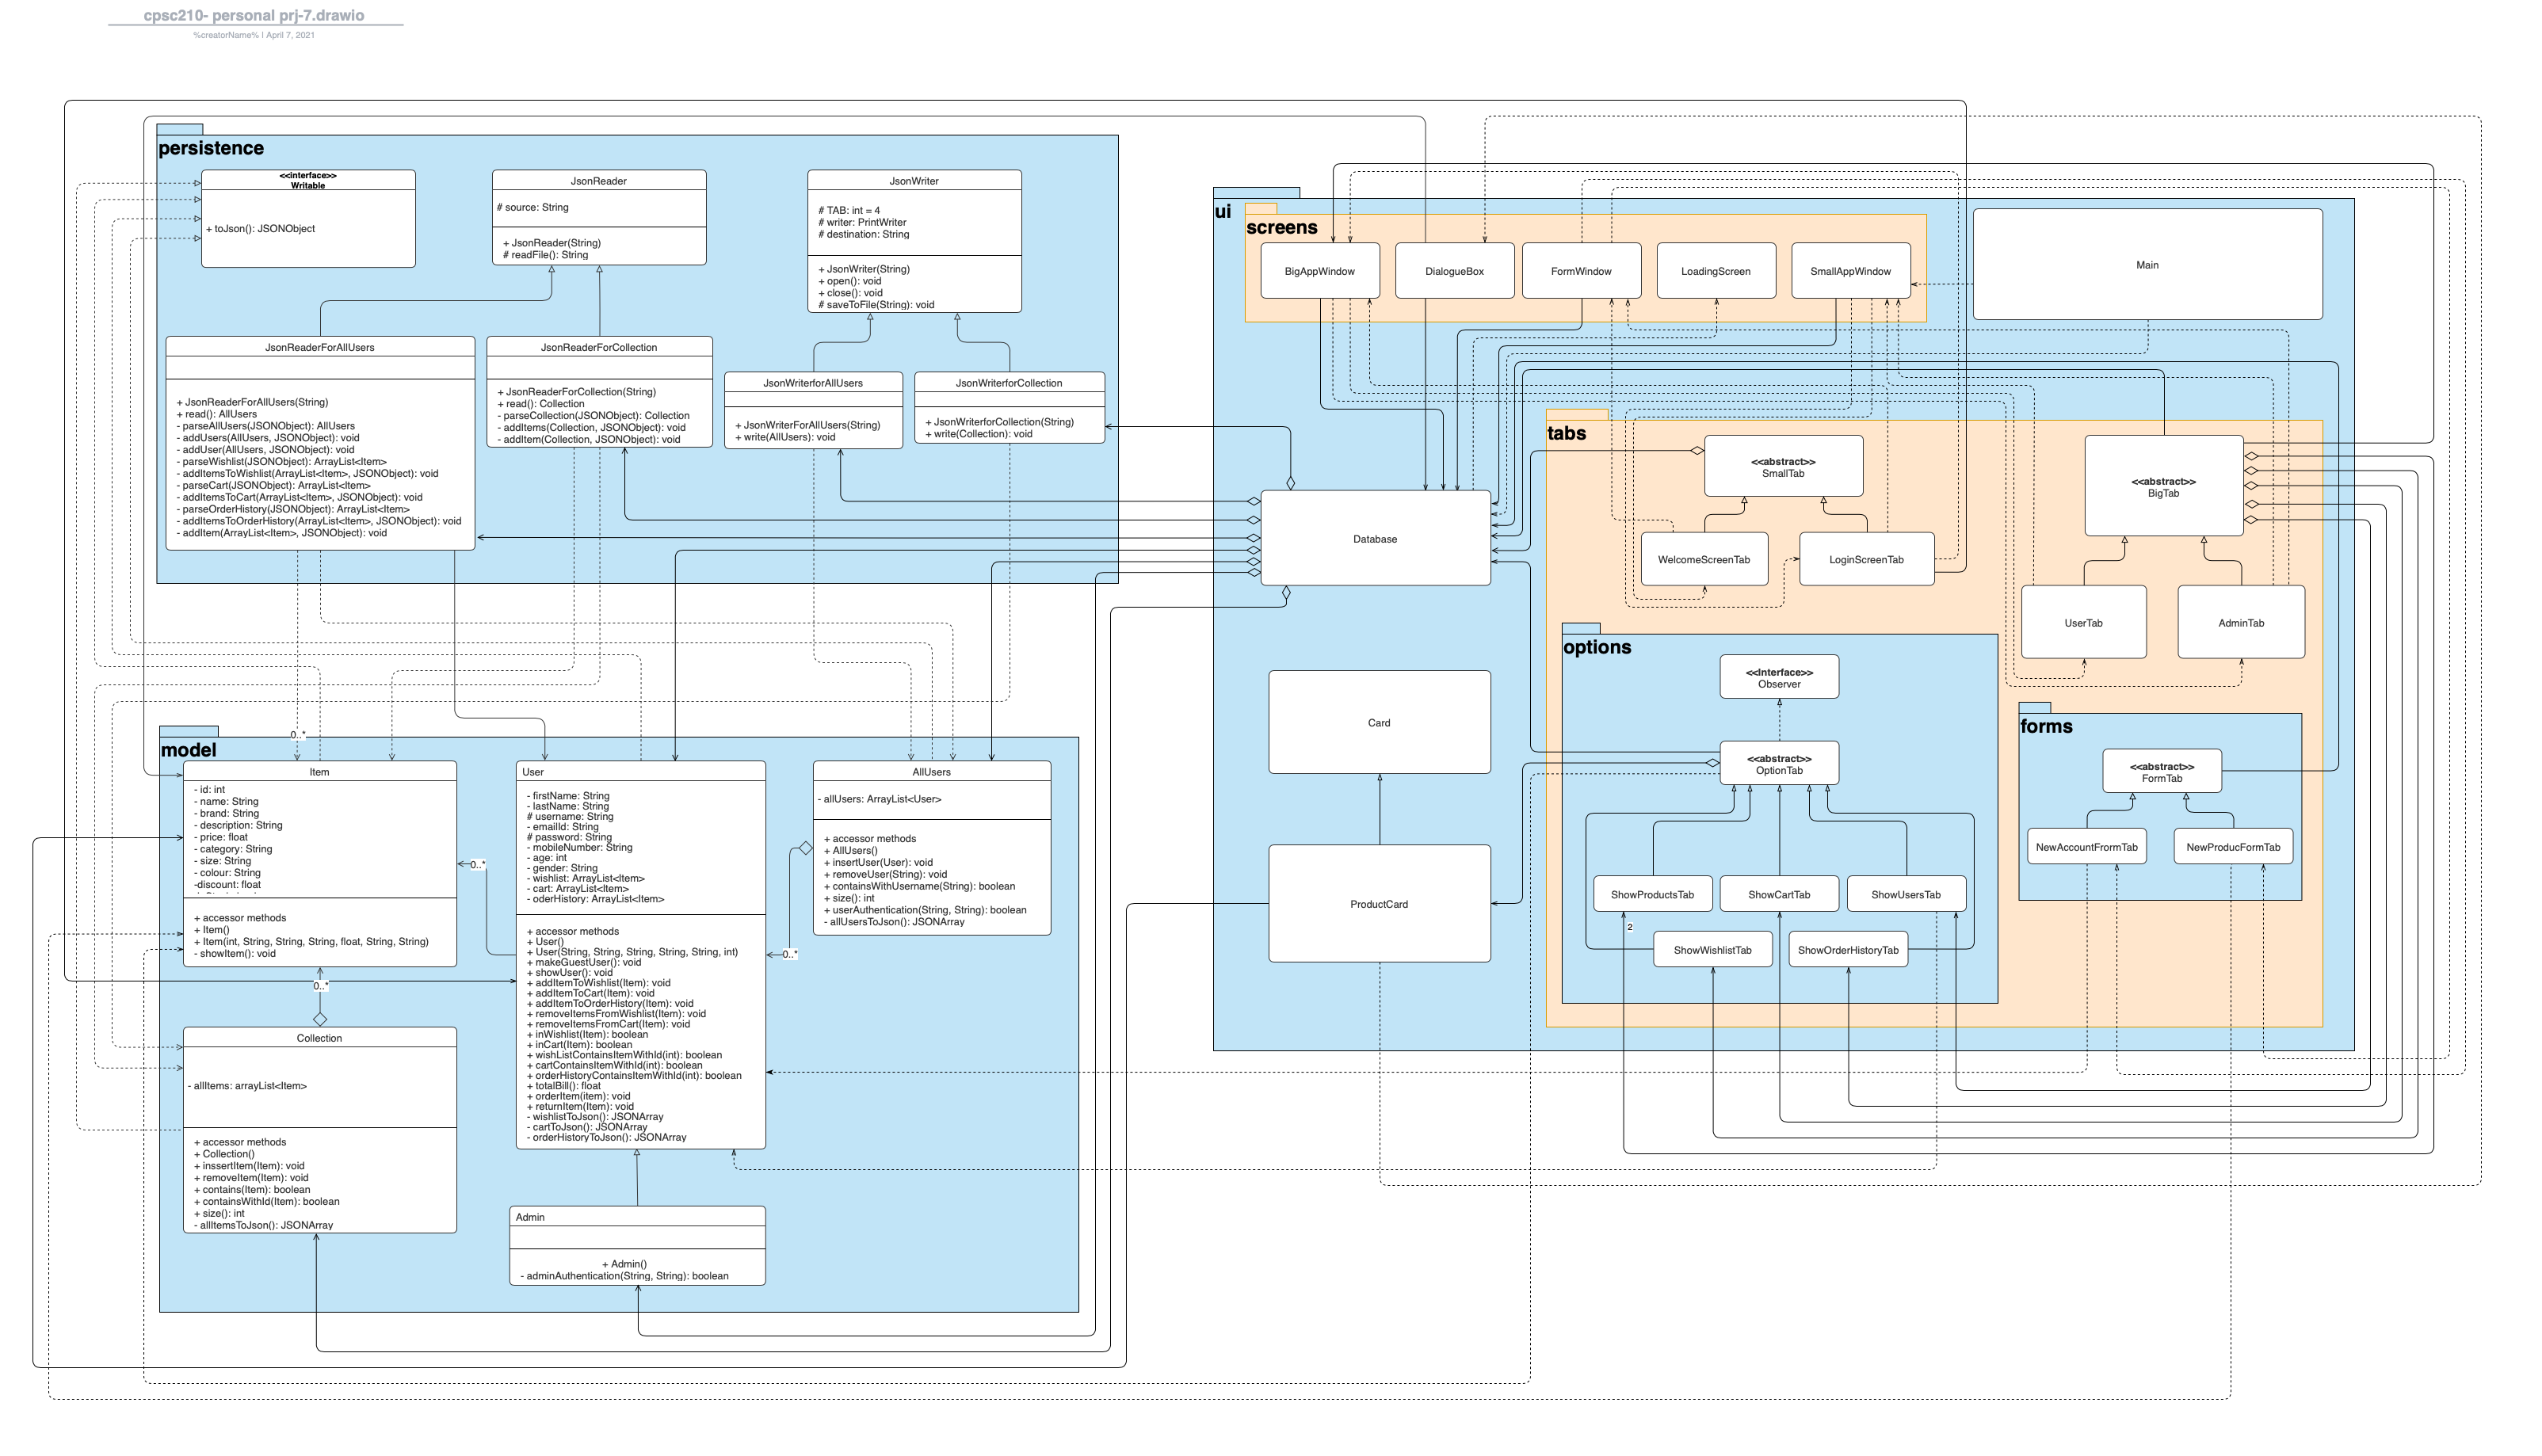 cpsc210- personal prj-7.drawio
%creatorName% | April 7, 2021
persistence
<<interface>>
Writable
+ toJson(): JSONObject
JsonReader
# source: String
+ JsonReader(String)
# readFile(): String
JsonWriter
# TAB: int = 4
# writer: PrintWriter
# destination: String
+ JsonWriter(String)
+ open(): void
+ close(): void
# saveToFile(String): void
JsonReaderForAllUsers
+ JsonReaderForAllUsers(String)
+ read(): AllUsers
- parseAllUsers(JSONObject): AllUsers
- addUsers(AllUsers, JSONObject): void
- addUser(AllUsers, JSONObject): void
- parseWishlist(JSONObject): ArrayList<Item>
- addItemsToWishlist(ArrayList<Item>, JSONObject): void
- parseCart(JSONObject): ArrayList<Item>
- addItemsToCart(ArrayList<Item>, JSONObject): void
- parseOrderHistory(JSONObject): ArrayList<Item>
- addItemsToOrderHistory(ArrayList<Item>, JSONObject): void
- addItem(ArrayList<Item>, JSONObject): void
JsonReaderForCollection
+ JsonReaderForCollection(String)
+ read(): Collection
- parseCollection(JSONObject): Collection
- addItems(Collection, JSONObject): void
- addItem(Collection, JSONObject): void
JsonWriterforAllUsers
+ JsonWriterForAllUsers(String)
+ write(AllUsers): void
JsonWriterforCollection
+ JsonWriterforCollection(String)
+ write(Collection): void
model
0..*
Item
- id: int
- name: String
- brand: String
- description: String
- price: float
- category: String
- size: String
- colour: String
-discount: float
+ accessor methods
+ Item()
+ Item(int, String, String, String, float, String, String)
- showItem(): void
0..*
0..*
Collection
- allItems: arrayList<Item>
+ accessor methods
+ Collection()
+ inssertItem(Item): void
+ removeItem(Item): void
+ contains(Item): boolean
+ containsWithId(Item): boolean
+ size(): int
- allItemsToJson(): JSONArray
User
- firstName: String
- lastName: String
# username: String
- emailId: String
# password: String
- mobileNumber: String
- age: int
- gender: String
- wishlist: ArrayList<Item>
- cart: ArrayList<Item>
- oderHistory: ArrayList<Item>
+ accessor methods
+ User()
+ User(String, String, String, String, String, int)
+ makeGuestUser(): void
+ showUser(): void
+ addItemToWishlist(Item): void
+ addItemToCart(Item): void
+ addItemToOrderHistory(Item): void
+ removeItemsFromWishlist(Item): void
+ removeItemsFromCart(Item): void
+ inWishlist(Item): boolean
+ inCart(Item): boolean
+ wishListContainsItemWithId(int): boolean
+ cartContainsItemWithId(int): boolean
+ orderHistoryContainsItemWithId(int): boolean
+ totalBill(): float
+ orderItem(item): void
+ returnItem(Item): void
- wishlistToJson(): JSONArray
- cartToJson(): JSONArray
- orderHistoryToJson(): JSONArray
AllUsers
- allUsers: ArrayList<User>
+ accessor methods
+ AllUsers()
+ insertUser(User): void
+ removeUser(String): void
+ containsWithUsername(String): boolean
+ size(): int
+ userAuthentication(String, String): boolean
- allUsersToJson(): JSONArray
0..*
Admin
+ Admin()
- adminAuthentication(String, String): boolean
ui
screens
BigAppWindow
DialogueBox
FormWindow
LoadingScreen
SmallAppWindow
Main
Database
Card
ProductCard
tabs
<<abstract>>
SmallTab
WelcomeScreenTab
LoginScreenTab
<<abstract>>
BigTab
UserTab
AdminTab
options
<<Interface>>
Observer
<<abstract>>
OptionTab
ShowProductsTab
ShowCartTab
ShowUsersTab
2
ShowWishlistTab
ShowOrderHistoryTab
forms
<<abstract>>
FormTab
NewAccountFrormTab
NewProducFormTab